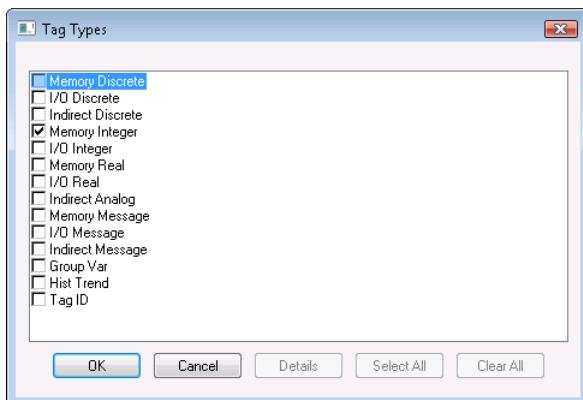 Tag Types
Memory Discrete
I/O Discrete
Indirect Discrete
Memory Integer
I/O Integer
Memory Real
I/O Real
Indirect Analog
Memory Message
I/O Message
Indirect Message
Group Var
Hist Trend
Tag ID
OK Cancel Details Select All Clear All